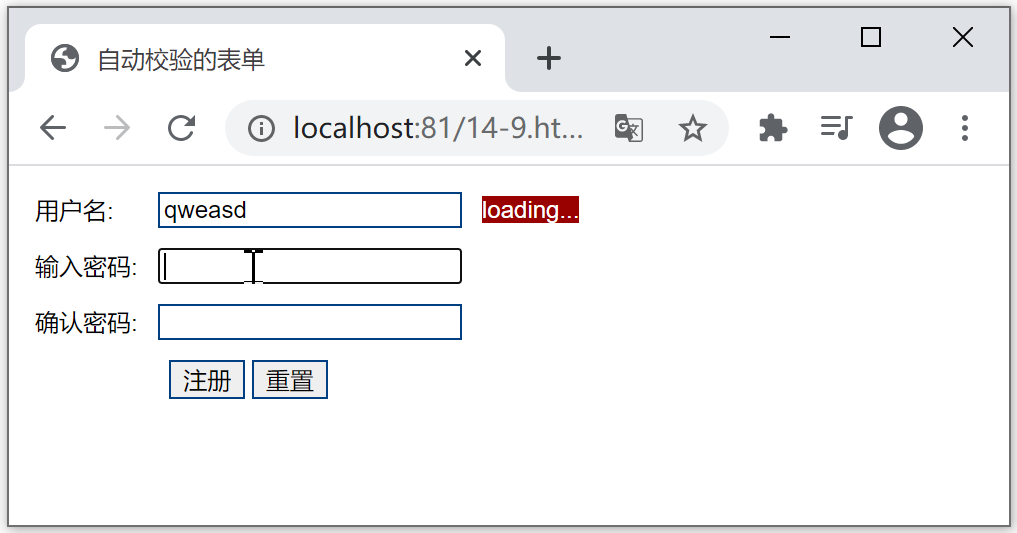 自动校验的表单
localhost:81/14-9.ht...
用户名: qweasd loading...
输入密码:
确认密码:
注册 重置